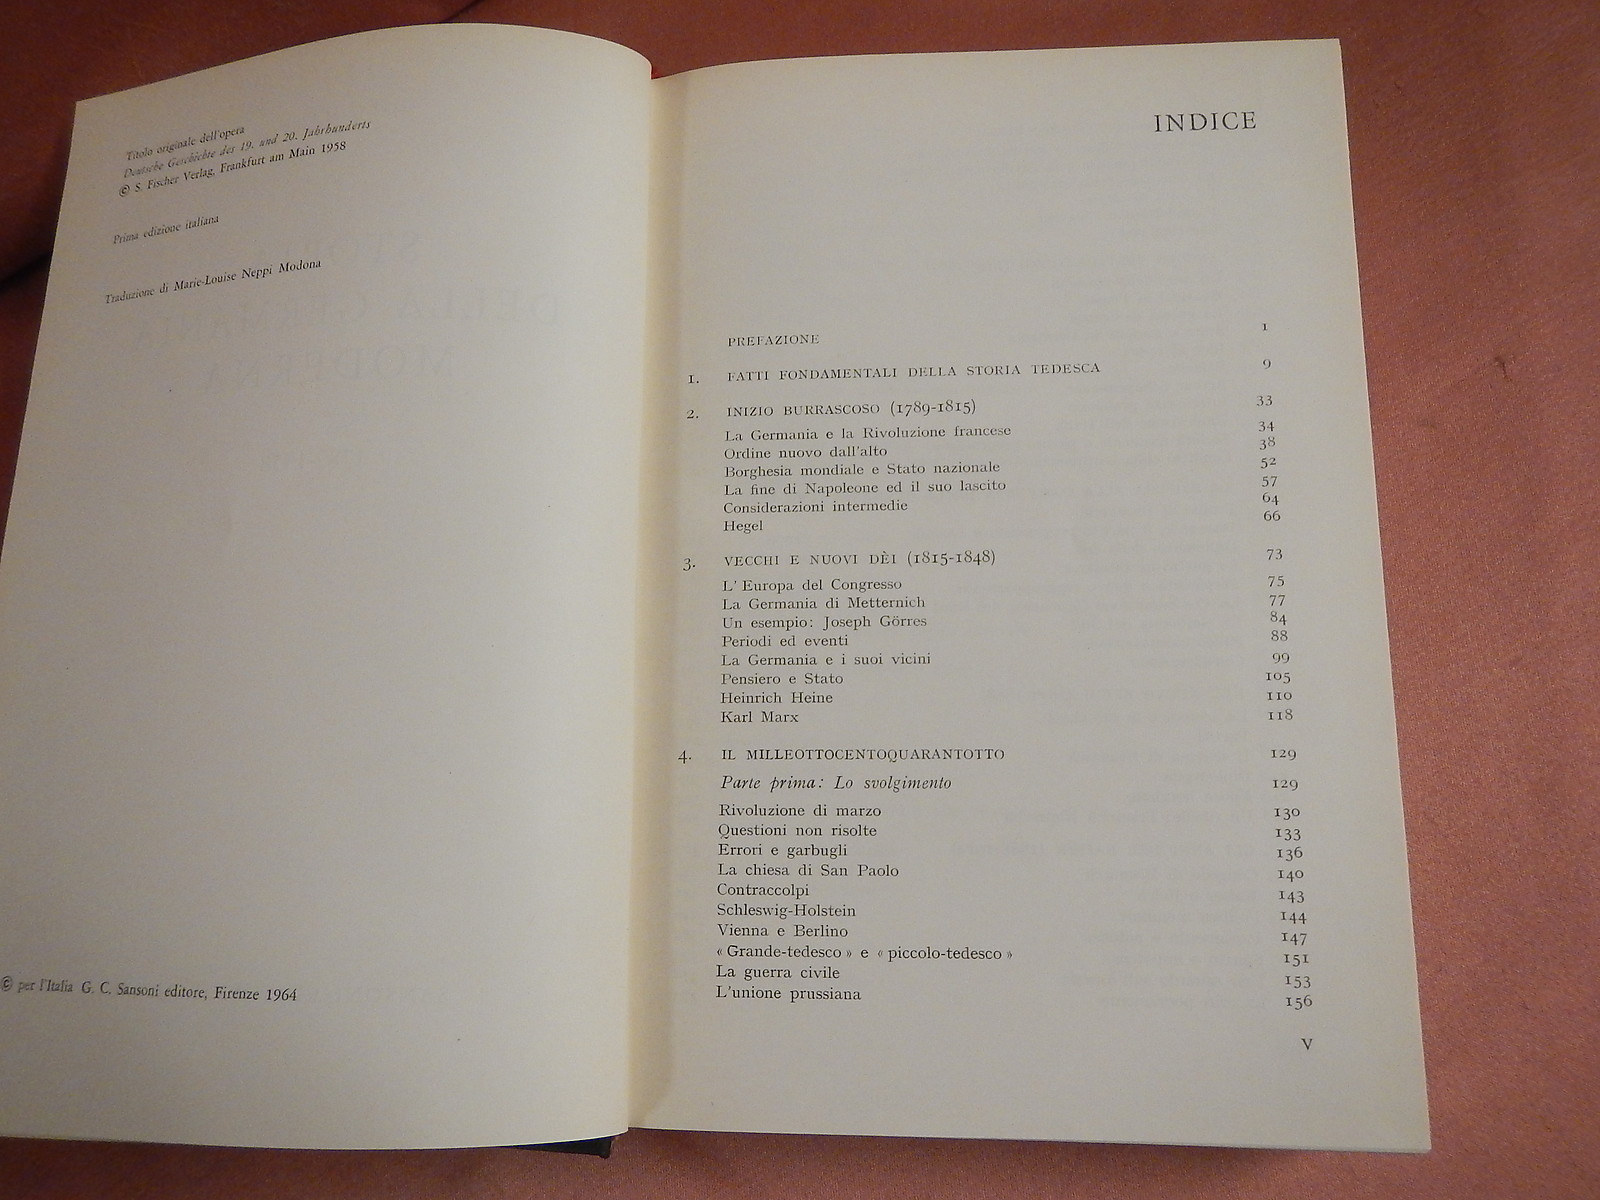 Titolo originale dell'opera
Deutsche Geschichte des 19. und 20. Jahrhunderts
© S. Fischer Verlag, Frankfurt am Main 1958
Prima edizione italiana
Traduzione di Marie-Louise Neppi Modona
© per l'Italia G. C. Sansoni editore, Firenze 1964
INDICE
PREFAZIONE 1
1. FATTI FONDAMENTALI DELLA STORIA TEDESCA 9
2. INIZIO BURRASCOSO (1789-1815) 33
La Germania e la Rivoluzione francese 34
Ordine nuovo dall'alto 38
Borghesia mondiale e Stato nazionale 52
La fine di Napoleone ed il suo lascito 57
Considerazioni intermedie 64
Hegel 66
3. VECCHI E NUOVI DÈI (1815-1848) 73
L'Europa del Congresso 75
La Germania di Metternich 77
Un esempio: Joseph Görres 84
Periodi ed eventi 88
La Germania e i suoi vicini 99
Pensiero e Stato 105
Heinrich Heine 110
Karl Marx 118
4. IL MILLEOTTOCENTOQUARANTOTTO 129
Parte prima: Lo svolgimento 129
Rivoluzione di marzo 130
Questioni non risolte 133
Errori e garbugli 136
La chiesa di San Paolo 140
Contraccolpi 143
Schleswig-Holstein 144
Vienna e Berlino 147
« Grande-tedesco » e « piccolo-tedesco » 151
La guerra civile 153
L'unione prussiana 156
V